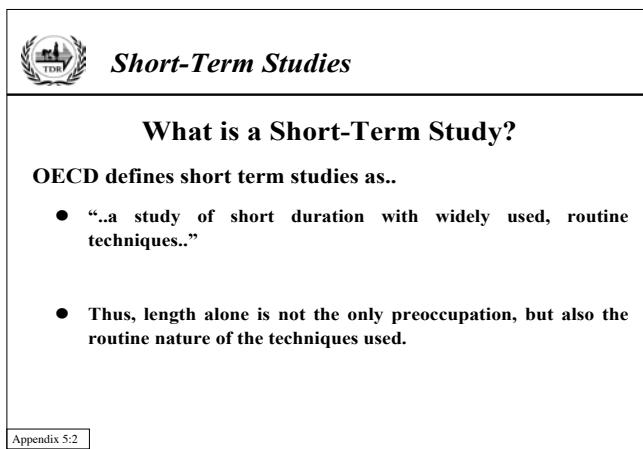 TDR
Short-Term Studies
What is a Short-Term Study?
OECD defines short term studies as..
● “..a study of short duration with widely used, routine
techniques..”
● Thus, length alone is not the only preoccupation, but also the
routine nature of the techniques used.
Appendix 5:2